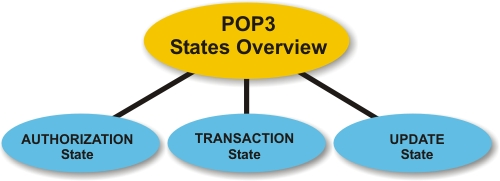 POP3
States Overview
AUTHORIZATION
State
TRANSACTION
State
UPDATE
State